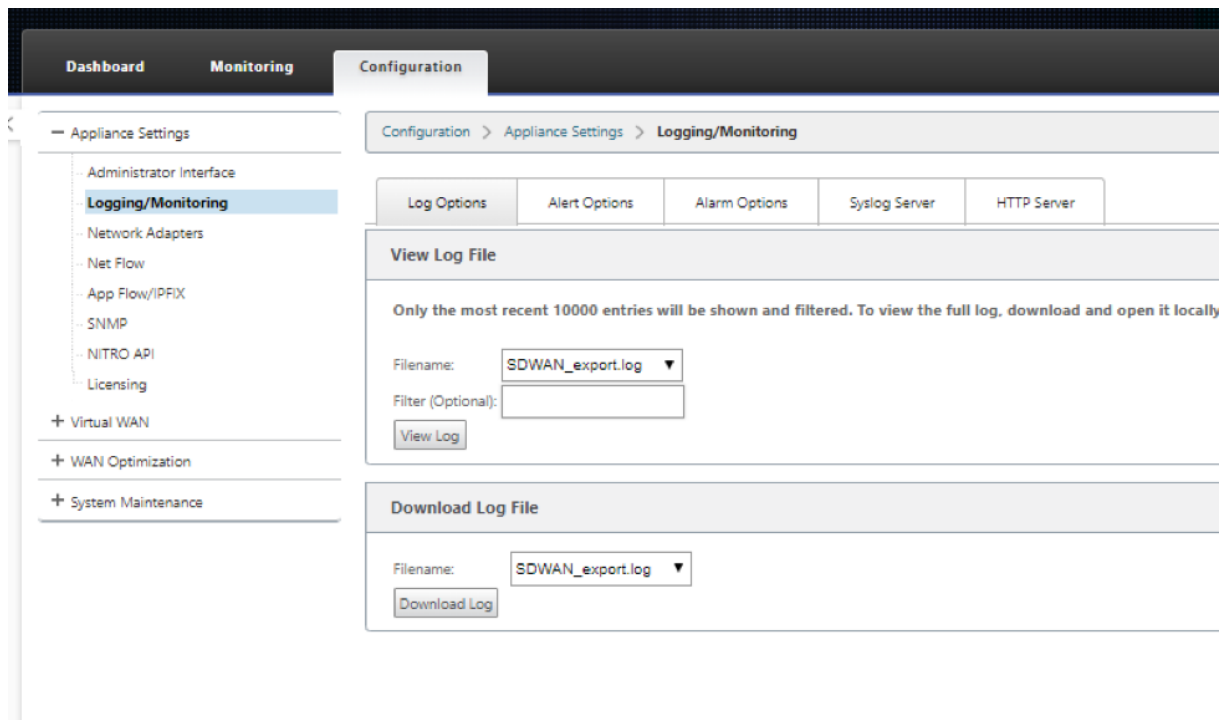 Dashboard Monitoring Configuration
Appliance Settings
Administrator Interface
Logging/Monitoring
Network Adapters
Net Flow
App Flow/IPFIX
SNMP
NITRO API
Licensing
Virtual WAN
WAN Optimization
System Maintenance
Configuration > Appliance Settings > Logging/Monitoring
Log Options Alert Options Alarm Options Syslog Server HTTP Server
View Log File
Only the most recent 10000 entries will be shown and filtered. To view the full log, download and open it locally
Filename: SDWAN_export.log
Filter (Optional):
View Log
Download Log File
Filename: SDWAN_export.log
Download Log